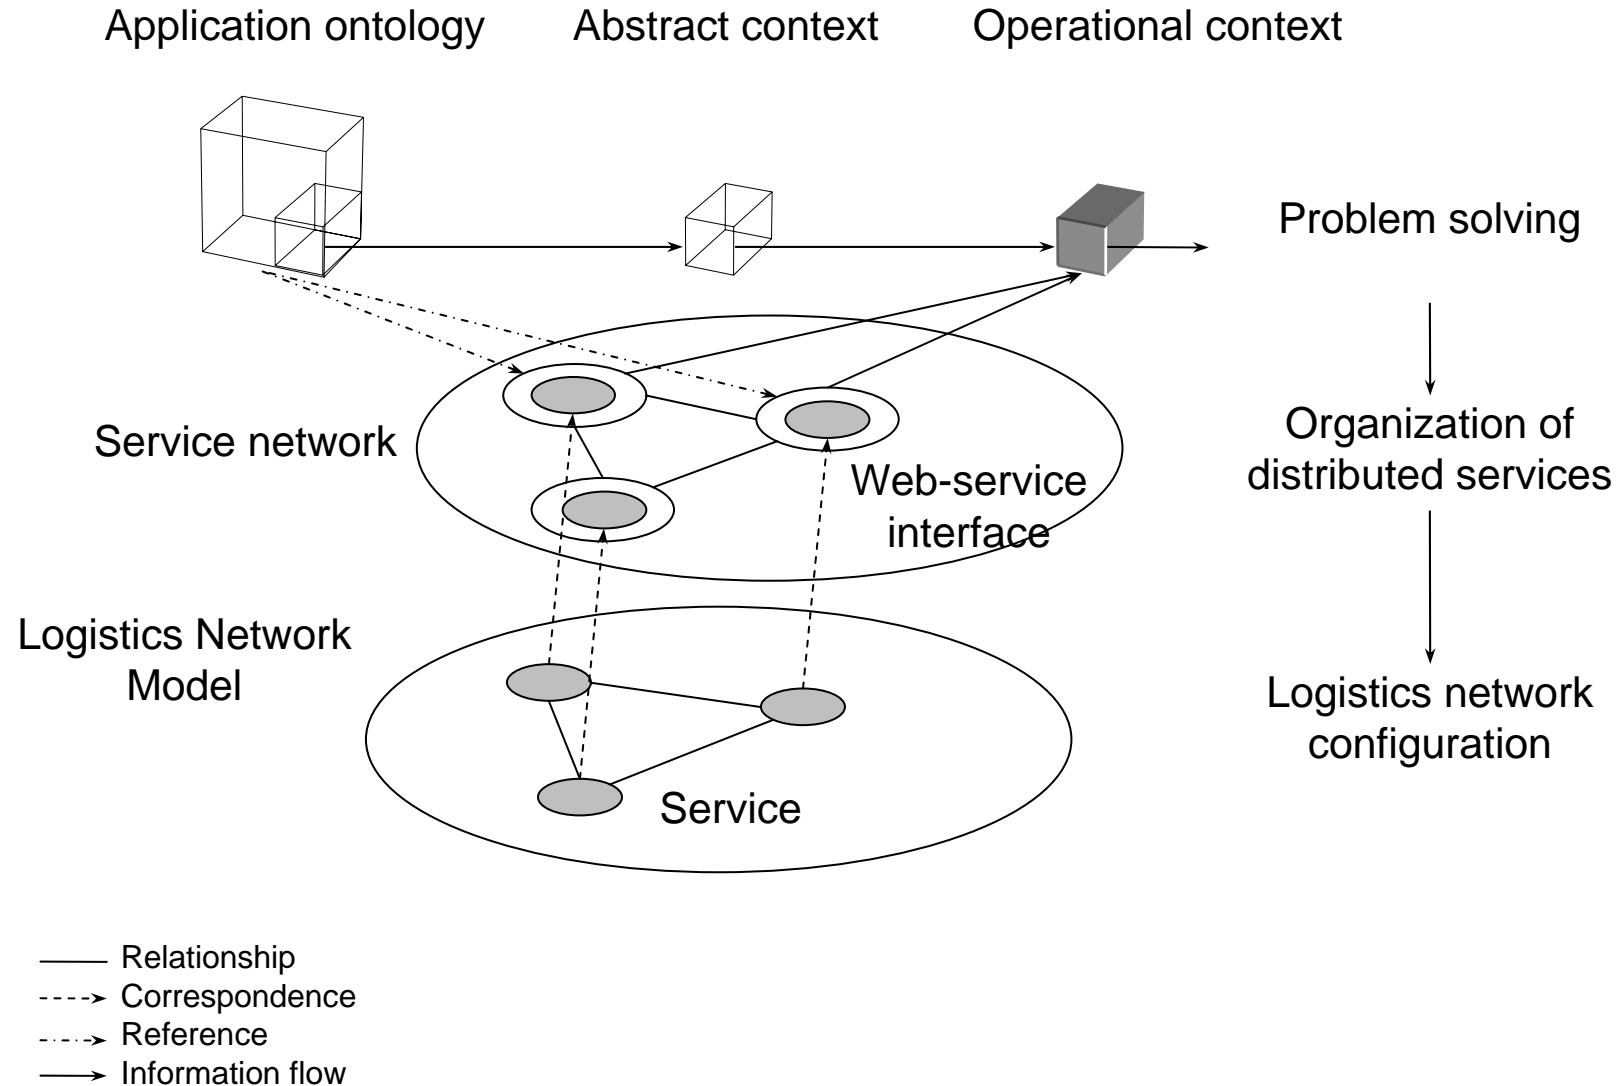 Application ontology
Abstract context
Operational context
Problem solving
Service network
Web-service
interface
Organization of
distributed services
Logistics Network
Model
Service
Logistics network
configuration
Relationship
Correspondence
Reference
Information flow